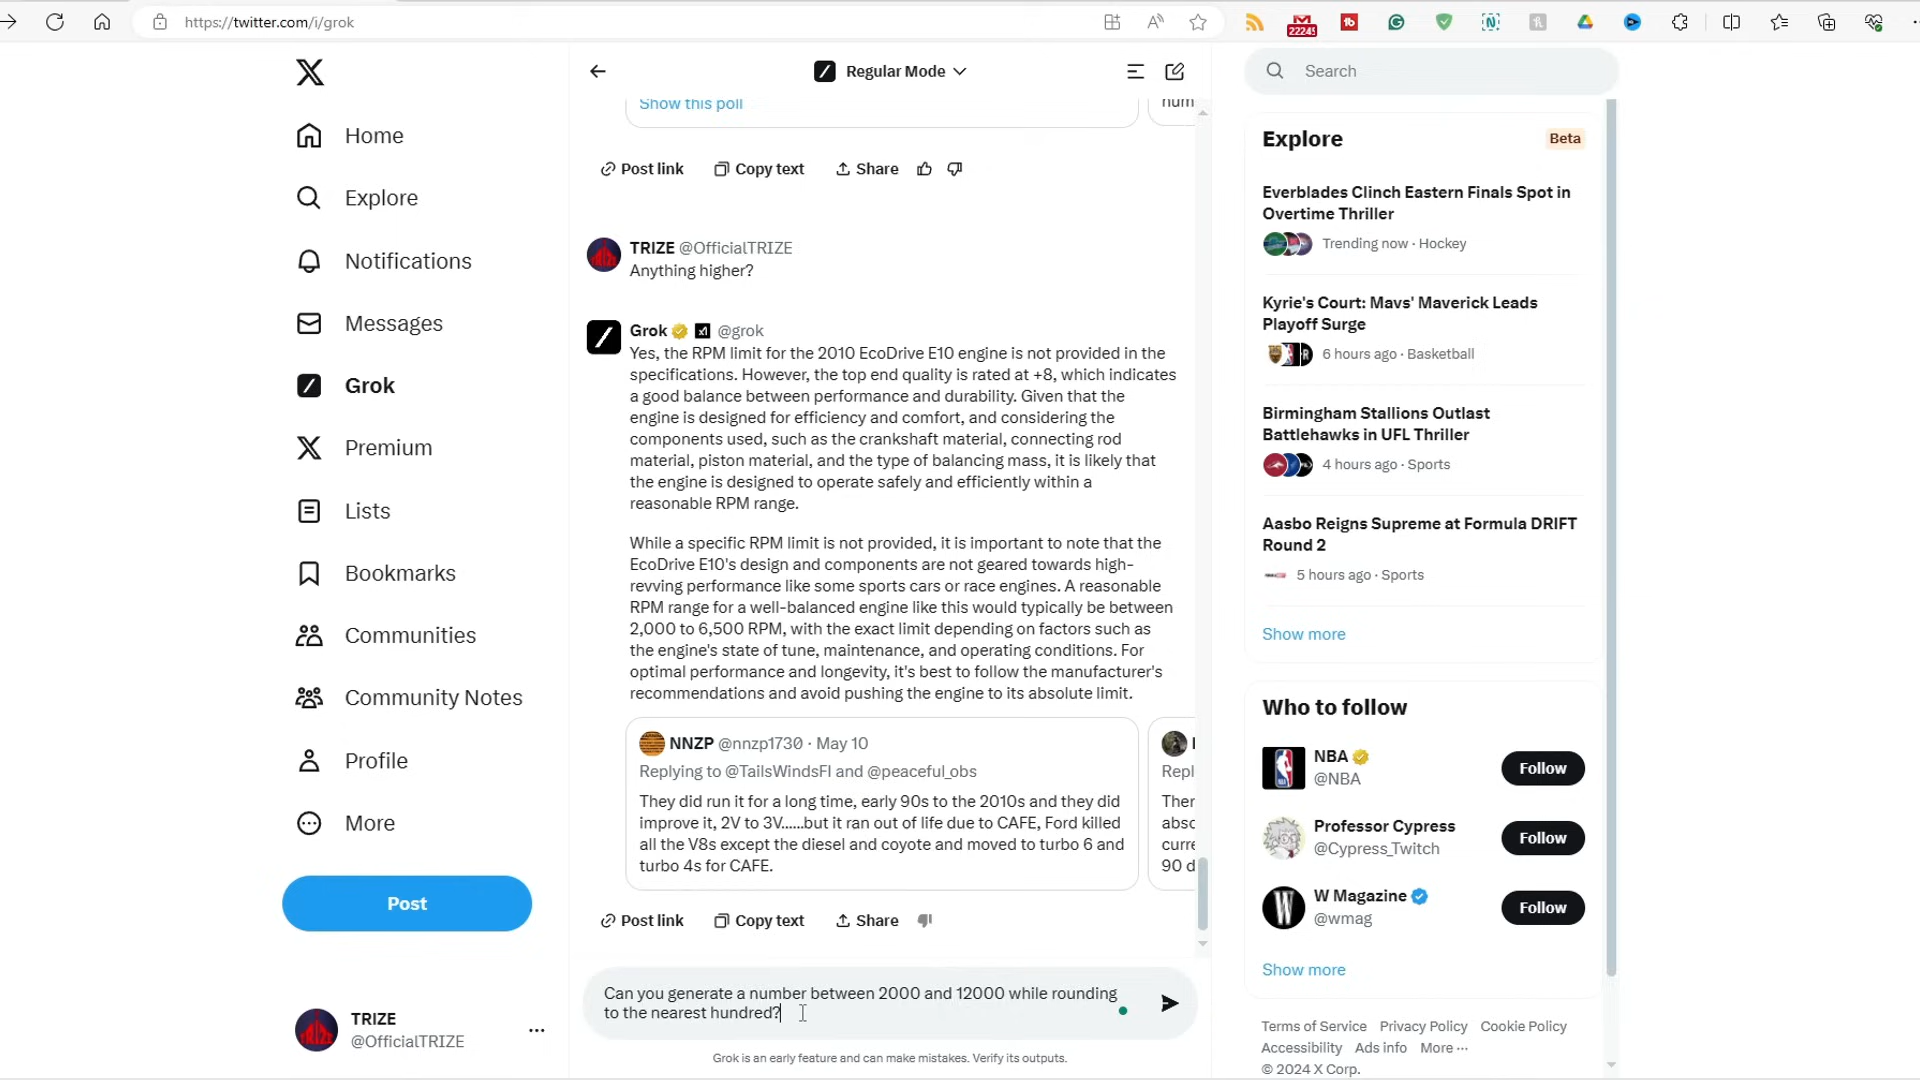 https://twitter.com/i/grok
22245
Home
Explore
Notifications
Messages
Grok
Premium
Lists
Bookmarks
Communities
Community Notes
Profile
More
Post
TRIZE
@OfficialTRIZE
Regular Mode
Show this poll
num
Post link Copy text Share
TRIZE @OfficialTRIZE
Anything higher?
Grok @grok
Yes, the RPM limit for the 2010 EcoDrive E10 engine is not provided in the
specifications. However, the top end quality is rated at +8, which indicates
a good balance between performance and durability. Given that the
engine is designed for efficiency and comfort, and considering the
components used, such as the crankshaft material, connecting rod
material, piston material, and the type of balancing mass, it is likely that
the engine is designed to operate safely and efficiently within a
reasonable RPM range.
While a specific RPM limit is not provided, it is important to note that the
EcoDrive E10's design and components are not geared towards high-
revving performance like some sports cars or race engines. A reasonable
RPM range for a well-balanced engine like this would typically be between
2,000 to 6,500 RPM, with the exact limit depending on factors such as
the engine's state of tune, maintenance, and operating conditions. For
optimal performance and longevity, it's best to follow the manufacturer's
recommendations and avoid pushing the engine to its absolute limit.
NNZP @nnzp1730 · May 10
Replying to @TailsWindsFl and @peaceful_obs
They did run it for a long time, early 90s to the 2010s and they did
improve it, 2V to 3V......but it ran out of life due to CAFE, Ford killed
all the V8s except the diesel and coyote and moved to turbo 6 and
turbo 4s for CAFE.
Repl
Ther
abso
curre
90 d
Post link Copy text Share
Can you generate a number between 2000 and 12000 while rounding
to the nearest hundred?
Grok is an early feature and can make mistakes. Verify its outputs.
Search
Explore Beta
Everblades Clinch Eastern Finals Spot in
Overtime Thriller
Trending now · Hockey
Kyrie's Court: Mavs' Maverick Leads
Playoff Surge
6 hours ago · Basketball
Birmingham Stallions Outlast
Battlehawks in UFL Thriller
4 hours ago · Sports
Aasbo Reigns Supreme at Formula DRIFT
Round 2
5 hours ago · Sports
Show more
Who to follow
NBA
@NBA
Follow
Professor Cypress
@Cypress_Twitch
Follow
W Magazine
@wmag
Follow
Show more
Terms of Service Privacy Policy Cookie Policy
Accessibility Ads info More ···
© 2024 X Corp.